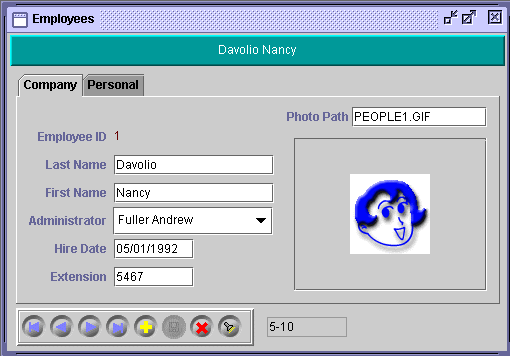 Employees
Davolio Nancy
Company Personal
Photo Path PEOPLE1.GIF
Employee ID 1
Last Name Davolio
First Name Nancy
Administrator Fuller Andrew
Hire Date 05/01/1992
Extension 5467
5-10